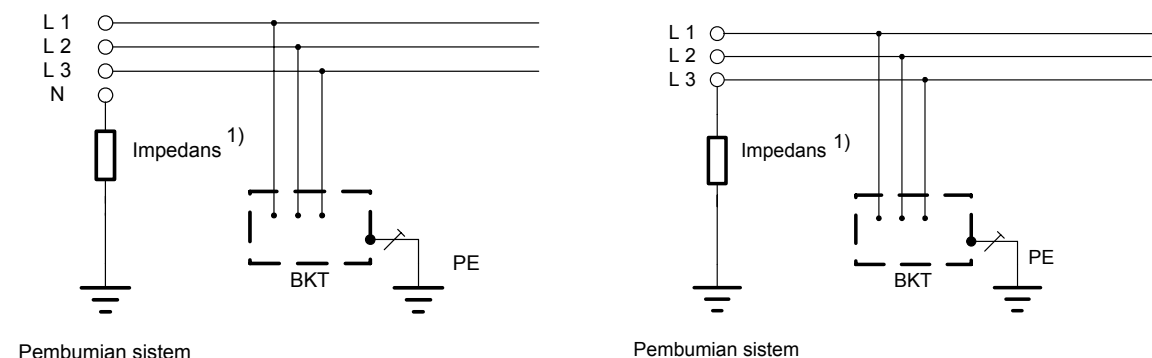 L 1
L 2
L 3
N
Impedans 1)
BKT
PE
Pembumian sistem
L 1
L 2
L 3
Impedans 1)
BKT
PE
Pembumian sistem